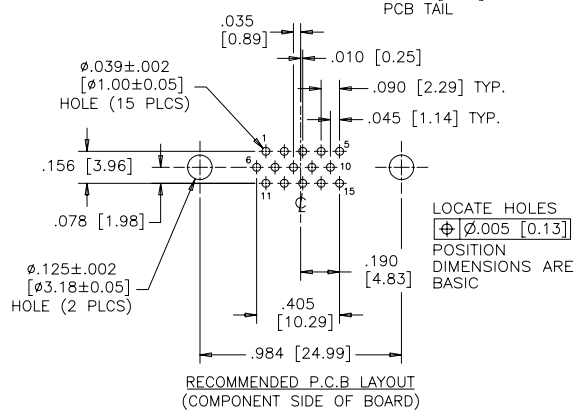 PCB TAIL
.035
[0.89]
.010 [0.25]
ø.039±.002
[ø1.00±0.05]
HOLE (15 PLCS)
.090 [2.29] TYP.
.045 [1.14] TYP.
1
5
.156 [3.96]
6
10
11
15
.078 [1.98]
℄
LOCATE HOLES
⌖ Ø.005 [0.13]
POSITION
DIMENSIONS ARE
BASIC
.190
[4.83]
ø.125±.002
[ø3.18±0.05]
HOLE (2 PLCS)
.405
[10.29]
.984 [24.99]
RECOMMENDED P.C.B LAYOUT
(COMPONENT SIDE OF BOARD)